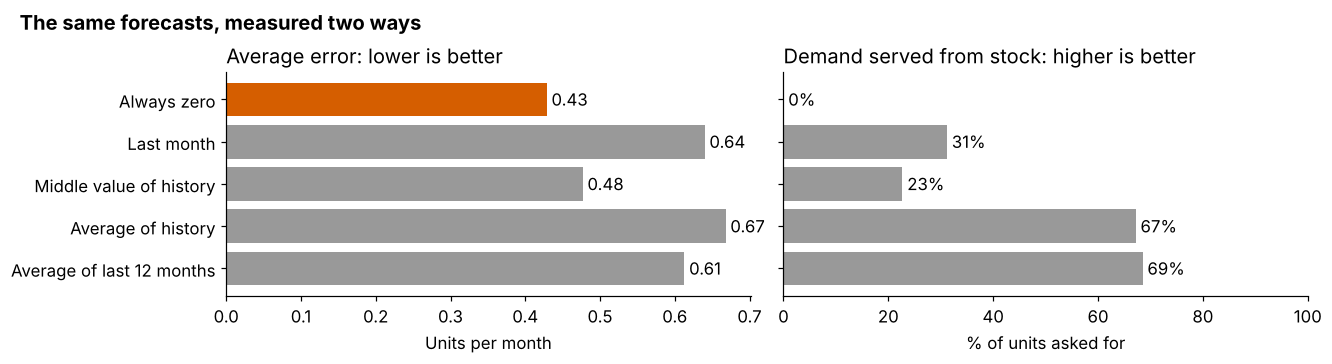 The same forecasts, measured two ways
Average error: lower is better
Always zero
Last month
Middle value of history
Average of history
Average of last 12 months
0.43
0.64
0.48
0.67
0.61
0.0 0.1 0.2 0.3 0.4 0.5 0.6 0.7
Units per month
Demand served from stock: higher is better
0%
31%
23%
67%
69%
0 20 40 60 80 100
% of units asked for